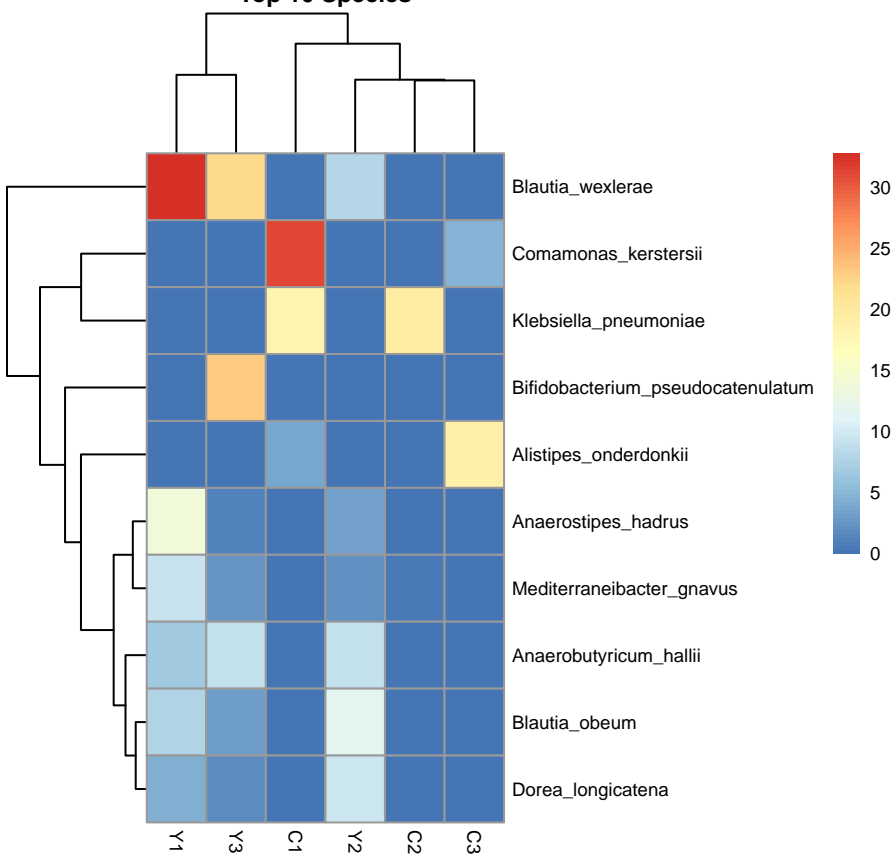 Top 10 Species
Blautia_wexlerae
Comamonas_kerstersii
Klebsiella_pneumoniae
Bifidobacterium_pseudocatenulatum
Alistipes_onderdonkii
Anaerostipes_hadrus
Mediterraneibacter_gnavus
Anaerobutyricum_hallii
Blautia_obeum
Dorea_longicatena
Y1 Y3 C1 Y2 C2 C3
30
25
20
15
10
5
0